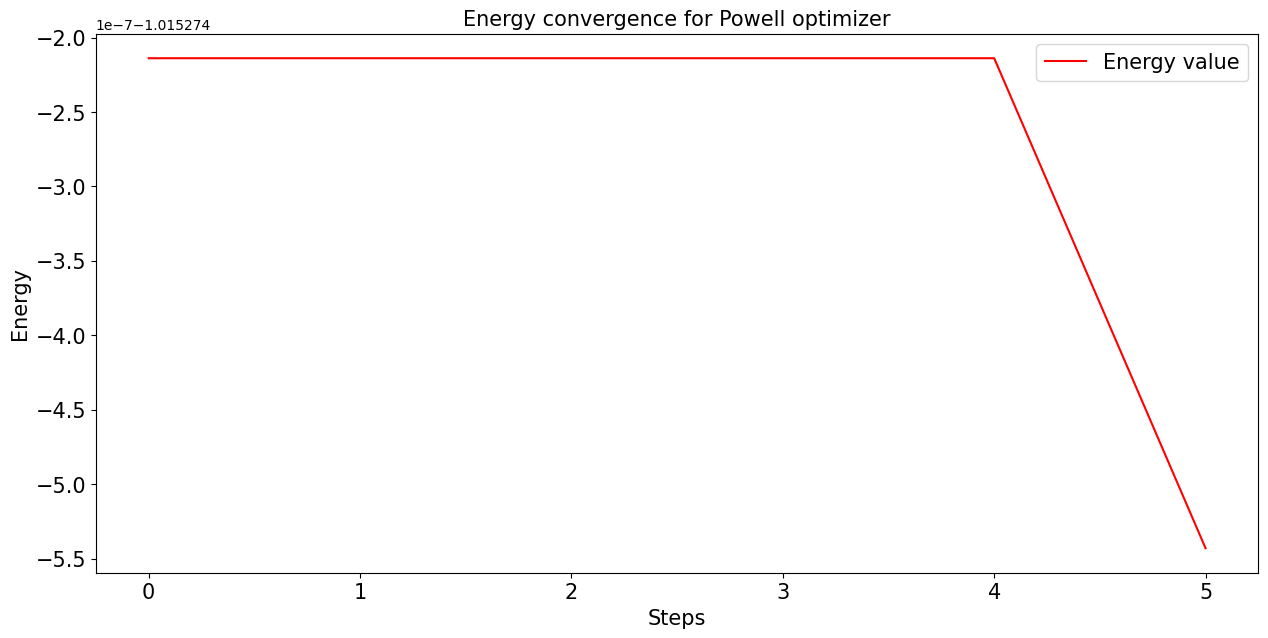 Energy convergence for Powell optimizer
1e−7−1.015274
Energy value
−2.0
−2.5
−3.0
−3.5
−4.0
−4.5
−5.0
−5.5
Energy
0 1 2 3 4 5
Steps